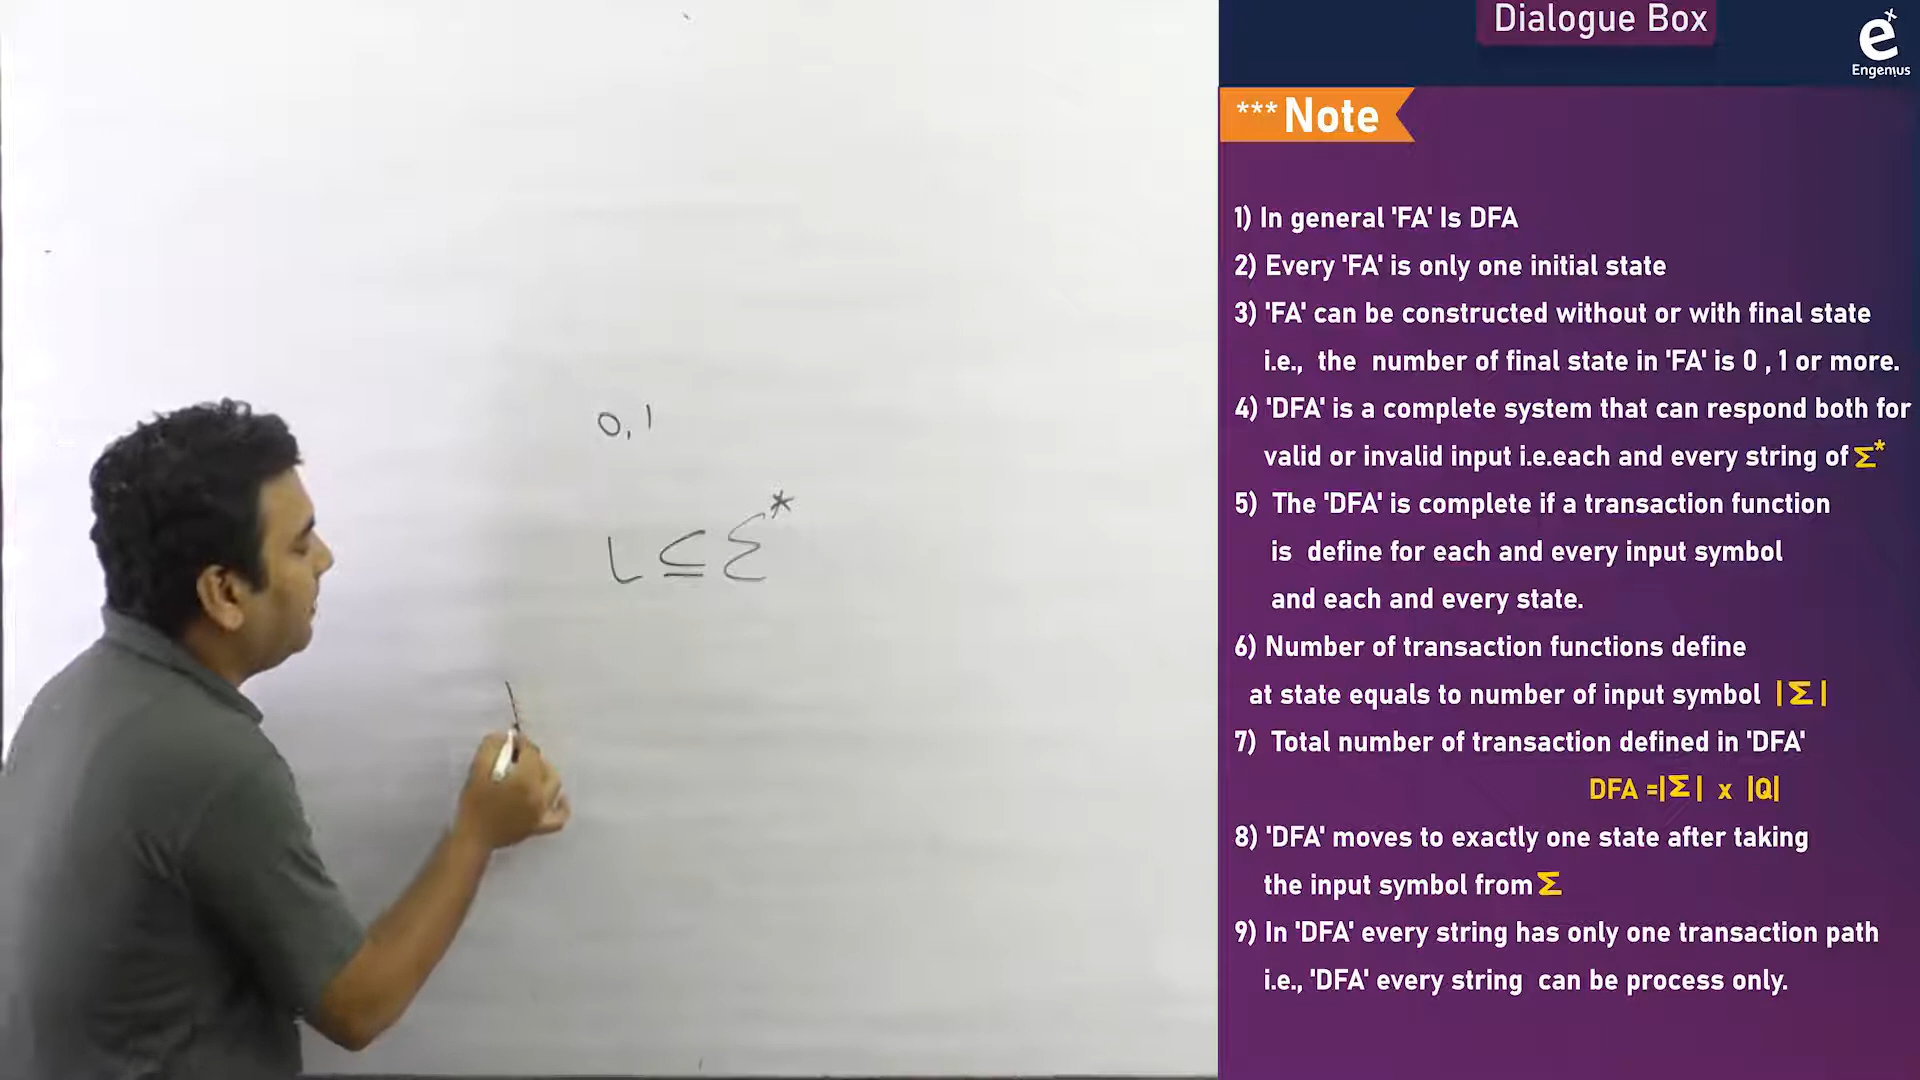 Dialogue Box
ex
Engenius
*** Note
1) In general 'FA' Is DFA
2) Every 'FA' is only one initial state
3) 'FA' can be constructed without or with final state
i.e., the number of final state in 'FA' is 0 , 1 or more.
4) 'DFA' is a complete system that can respond both for
valid or invalid input i.e.each and every string of Σ*
5) The 'DFA' is complete if a transaction function
is define for each and every input symbol
and each and every state.
6) Number of transaction functions define
at state equals to number of input symbol |Σ|
7) Total number of transaction defined in 'DFA'
DFA =|Σ| x |Q|
8) 'DFA' moves to exactly one state after taking
the input symbol from Σ
9) In 'DFA' every string has only one transaction path
i.e., 'DFA' every string can be process only.
0, 1
L ⊆ Σ*